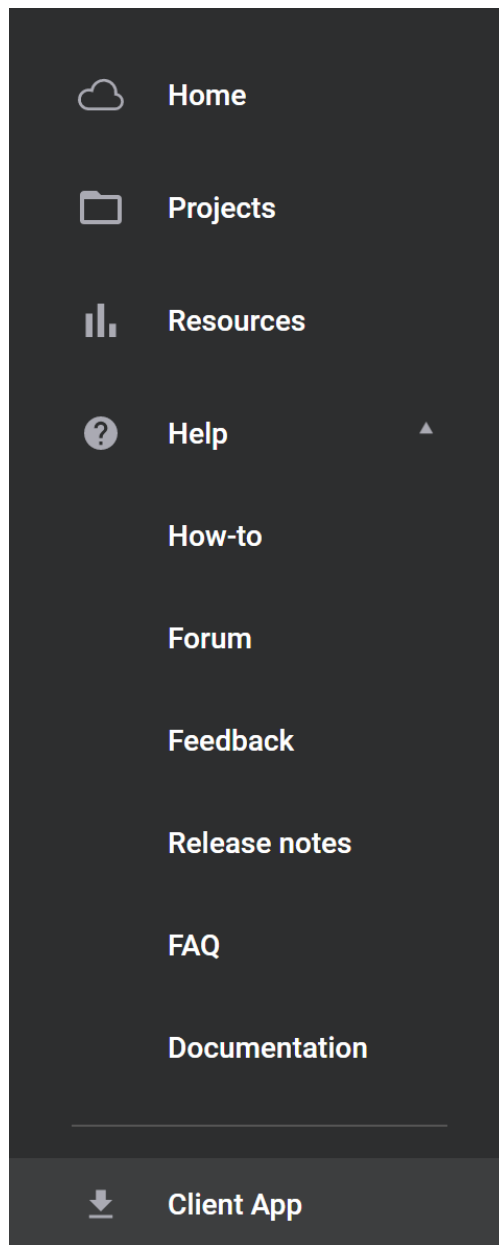 Home
Projects
Resources
Help
How-to
Forum
Feedback
Release notes
FAQ
Documentation
Client App